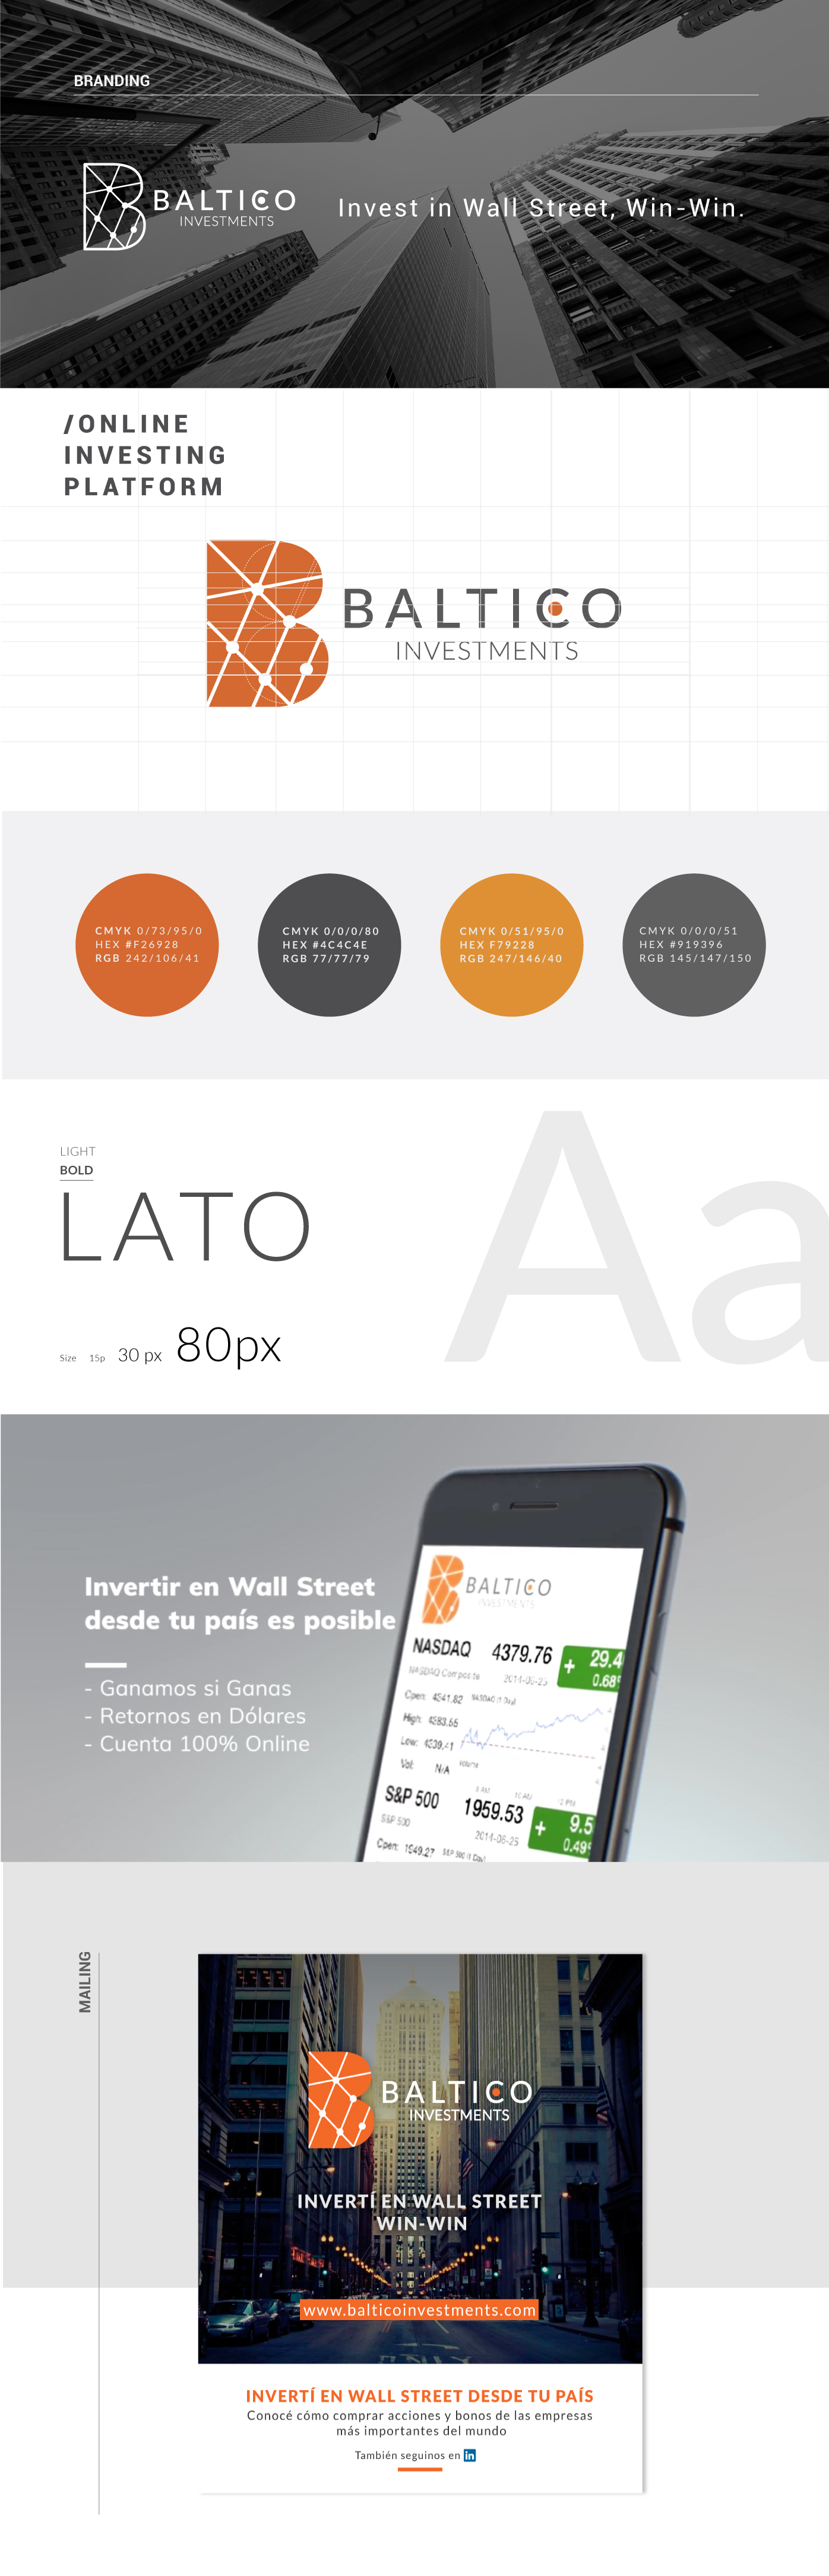 BRANDING
BALTICO
INVESTMENTS
Invest in Wall Street, Win-Win.
/ONLINE
INVESTING
PLATFORM
BALTICO
INVESTMENTS
CMYK 0/73/95/0
HEX #F26928
RGB 242/106/41
CMYK 0/0/0/80
HEX #4C4C4E
RGB 77/77/79
CMYK 0/51/95/0
HEX F79228
RGB 247/146/40
CMYK 0/0/0/51
HEX #919396
RGB 145/147/150
LIGHT
BOLD
LATO
Aa
Size 15p 30 px 80px
Invertir en Wall Street
desde tu país es posible
- Ganamos si Ganas
- Retornos en Dólares
- Cuenta 100% Online
BALTICO
INVESTMENTS
NASDAQ 4379.76 + 29.4
NASDAQ Composite 2014-06-25 0.68
Open: 4341.82 NASDAQ (1 Day)
High: 4383.55
Low: 4339.41
Vol: N/A Volume
S&P 500 1959.53 + 9.5
S&P 500 2014-06-25 0.49
Open: 1949.27 S&P 500 (1 Day)
MAILING
BALTICO
INVESTMENTS
INVERTÍ EN WALL STREET
WIN-WIN
www.balticoinvestments.com
INVERTÍ EN WALL STREET DESDE TU PAÍS
Conocé cómo comprar acciones y bonos de las empresas
más importantes del mundo
También seguinos en in